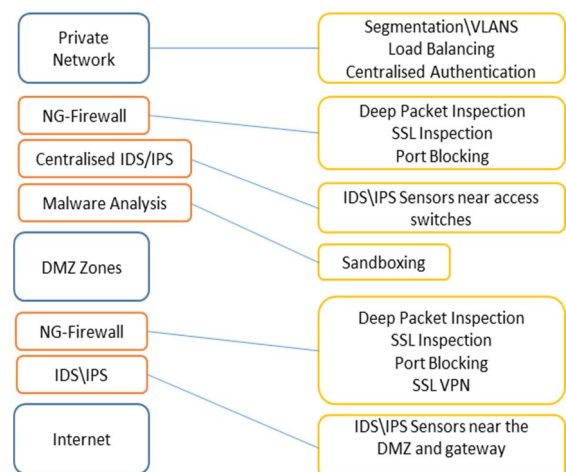 Private
Network
Segmentation\VLANS
Load Balancing
Centralised Authentication
NG-Firewall
Centralised IDS/IPS
Malware Analysis
Deep Packet Inspection
SSL Inspection
Port Blocking
IDS\IPS Sensors near access
switches
Sandboxing
DMZ Zones
NG-Firewall
IDS\IPS
Deep Packet Inspection
SSL Inspection
Port Blocking
SSL VPN
Internet
IDS\IPS Sensors near the
DMZ and gateway